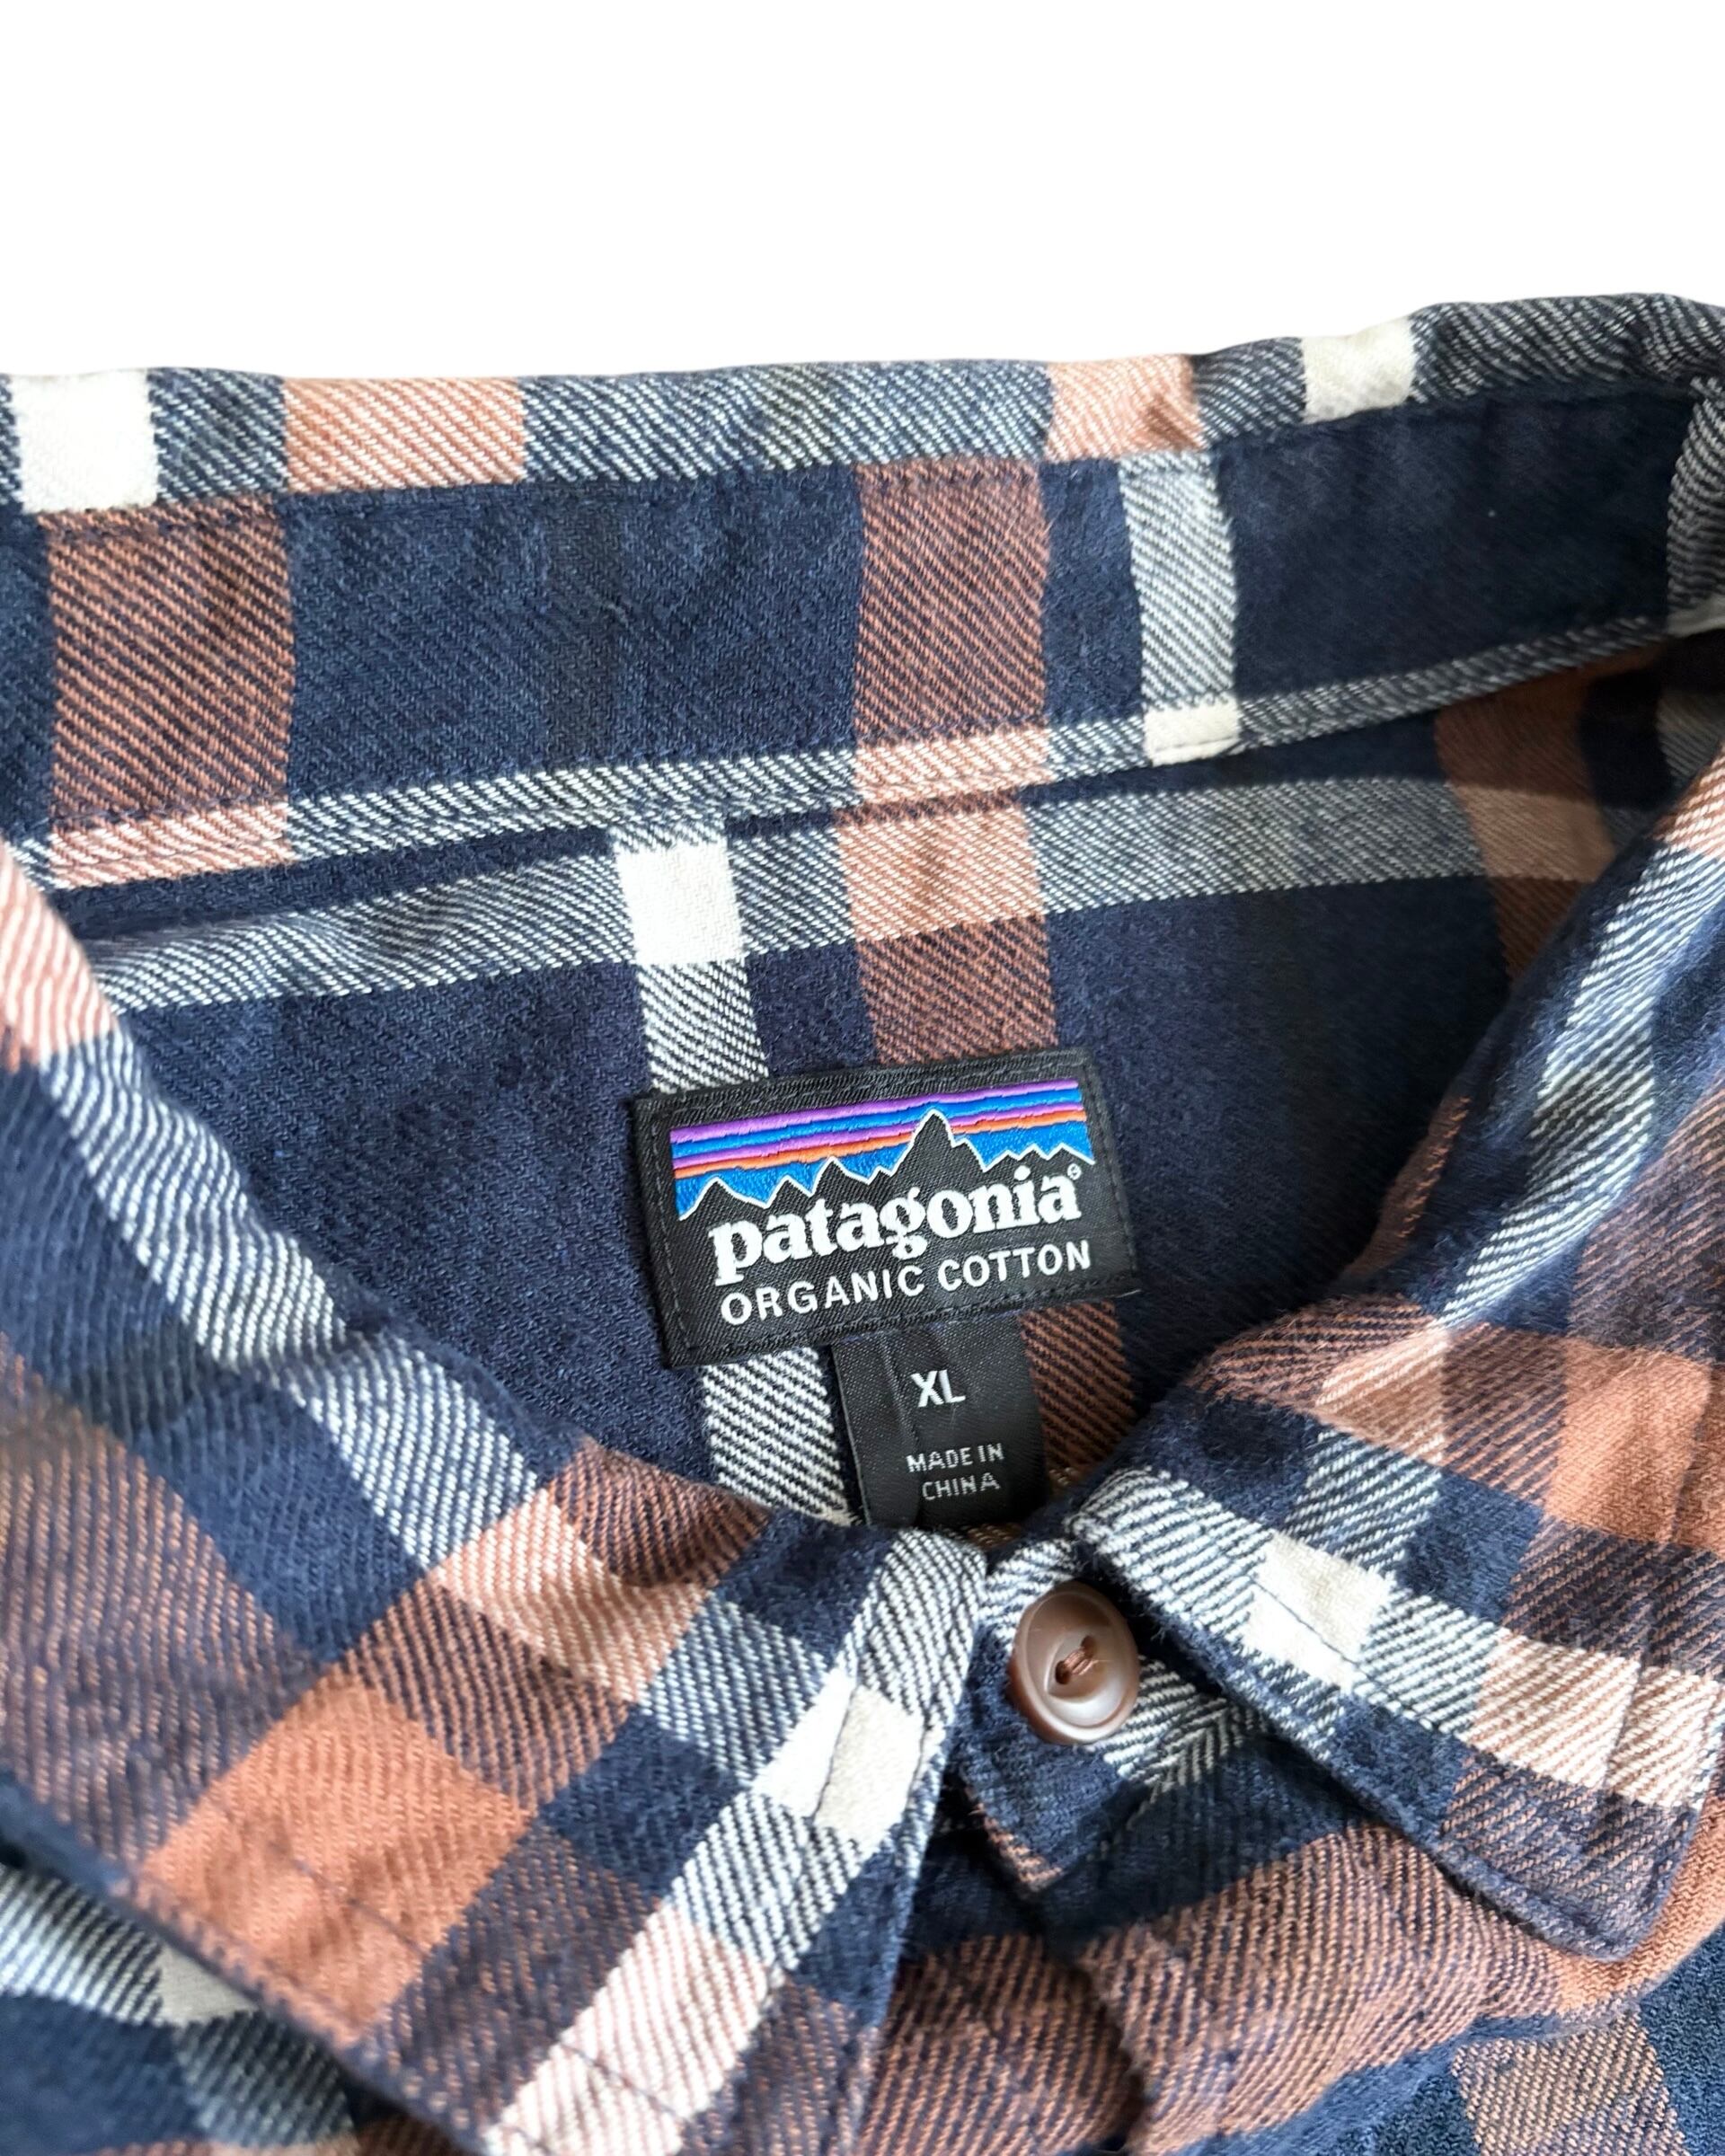 patagonia®
ORGANIC COTTON
XL
MADE IN
CHINA